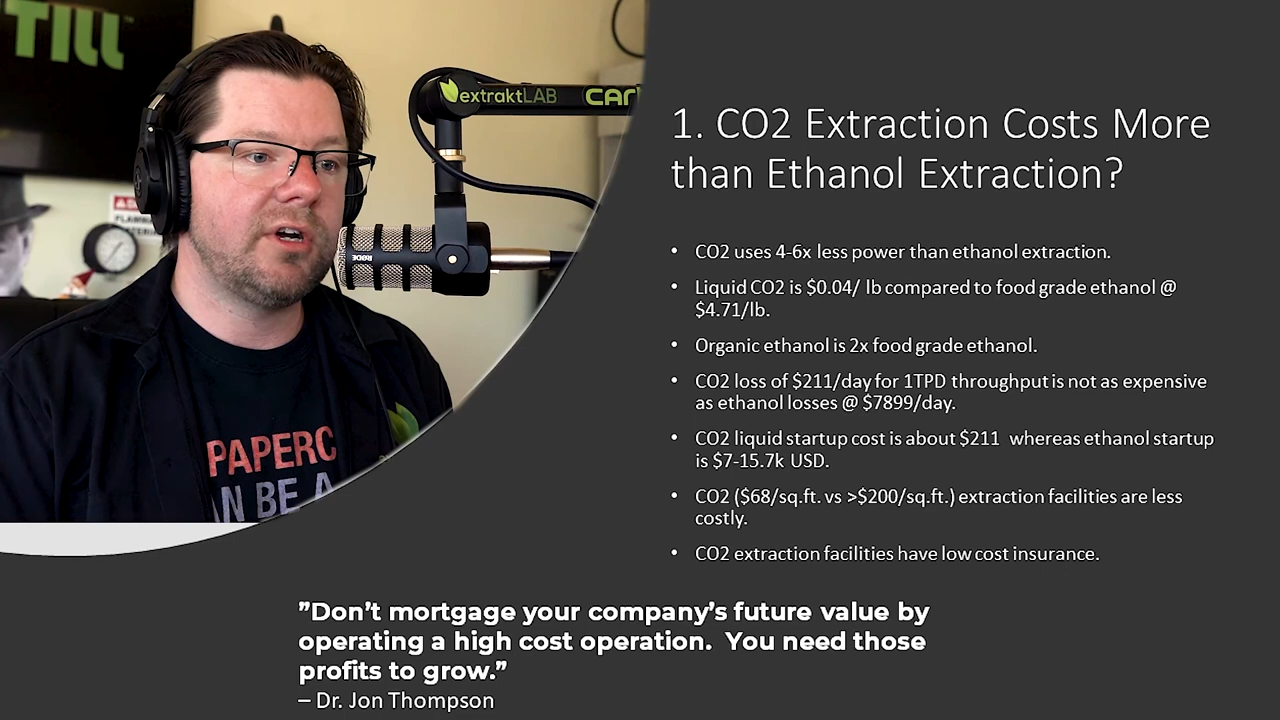 TILL
extraktLAB
RØDE
PAPERC
AN BE A
1. CO2 Extraction Costs More
than Ethanol Extraction?
• CO2 uses 4-6x less power than ethanol extraction.
• Liquid CO2 is $0.04/ lb compared to food grade ethanol @
$4.71/lb.
• Organic ethanol is 2x food grade ethanol.
• CO2 loss of $211/day for 1TPD throughput is not as expensive
as ethanol losses @ $7899/day.
• CO2 liquid startup cost is about $211 whereas ethanol startup
is $7-15.7k USD.
• CO2 ($68/sq.ft. vs >$200/sq.ft.) extraction facilities are less
costly.
• CO2 extraction facilities have low cost insurance.
”Don’t mortgage your company’s future value by
operating a high cost operation. You need those
profits to grow.”
– Dr. Jon Thompson